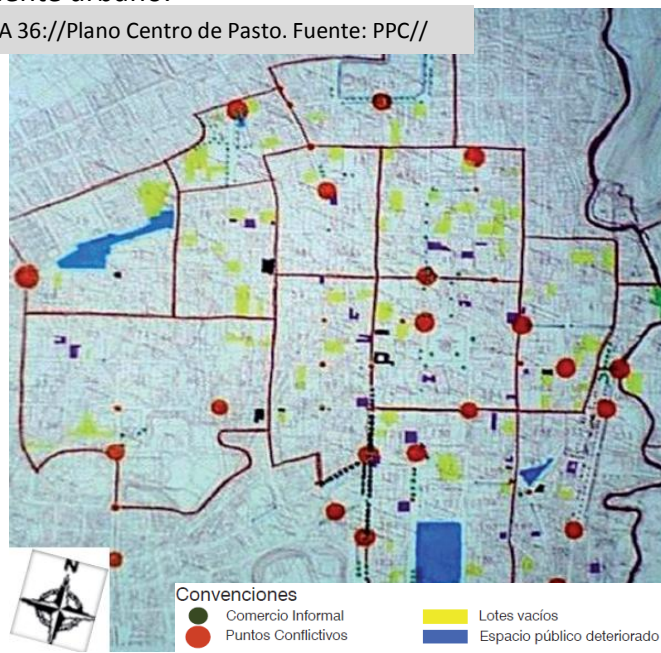 A 36://Plano Centro de Pasto. Fuente: PPC//
N
Convenciones
Comercio Informal
Puntos Conflictivos
Lotes vacíos
Espacio público deteriorado